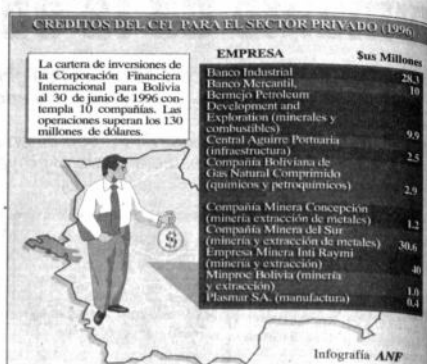 CREDITOS DEL CFI PARA EL SECTOR PRIVADO (1996)
La cartera de inversiones de
la Corporación Financiera
Internacional para Bolivia
al 30 de junio de 1996 con-
templa 10 compañías. Las
operaciones superan los 130
millones de dólares.
EMPRESA $us Millones
Banco Industrial 28.3
Banco Mercantil, 10
Bermejo Petroleum
Development and
Exploration (minerales y
combustibles) 9.9
Central Aguirre Portuaria
(infraestructura) 2.5
Compañía Boliviana de
Gas Natural Comprimido
(químicos y petroquímicos) 2.9
Compañía Minera Concepción
(minería extracción de metales) 1.2
Compañía Minera del Sur
(minería y extracción de metales) 30.6
Empresa Minera Inti Raymi
(minería y extracción) 40
Minproc Bolivia (minería
y extracción) 1.0
Plasmar SA. (manufactura) 0.4
$
Infografía ANF